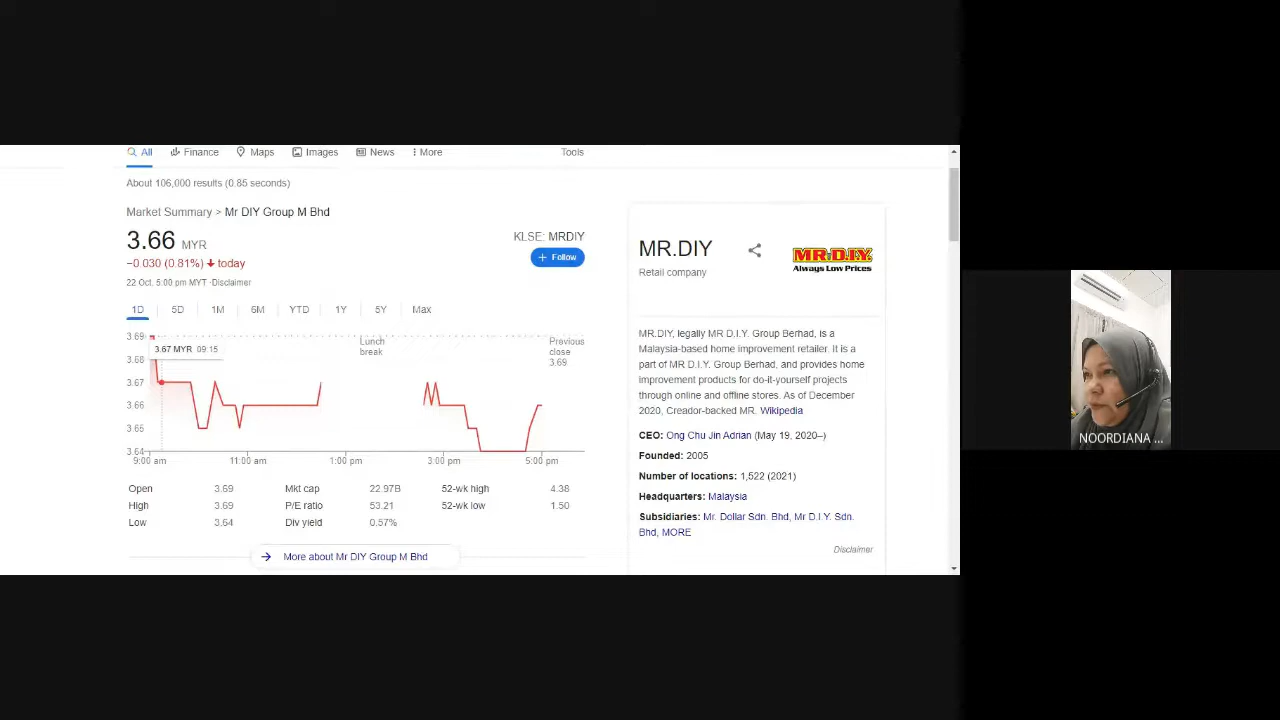 All Finance Maps Images News More Tools
About 106,000 results (0.85 seconds)
Market Summary > Mr DIY Group M Bhd
3.66 MYR
−0.030 (0.81%) today
22 Oct, 5:00 pm MYT · Disclaimer
KLSE: MRDIY
+ Follow
1D 5D 1M 6M YTD 1Y 5Y Max
3.69
3.68
3.67
3.66
3.65
3.64
3.67 MYR 09:15
Lunch
break
Previous
close
3.69
9:00 am 11:00 am 1:00 pm 3:00 pm 5:00 pm
Open 3.69 Mkt cap 22.97B 52-wk high 4.38
High 3.69 P/E ratio 53.21 52-wk low 1.50
Low 3.64 Div yield 0.57%
More about Mr DIY Group M Bhd
MR.DIY
Retail company
MR.D.I.Y.
Always Low Prices
MR.DIY, legally MR D.I.Y. Group Berhad, is a
Malaysia-based home improvement retailer. It is a
part of MR D.I.Y. Group Berhad, and provides home
improvement products for do-it-yourself projects
through online and offline stores. As of December
2020, Creador-backed MR. Wikipedia
CEO: Ong Chu Jin Adrian (May 19, 2020–)
Founded: 2005
Number of locations: 1,522 (2021)
Headquarters: Malaysia
Subsidiaries: Mr. Dollar Sdn. Bhd, Mr D.I.Y. Sdn.
Bhd, MORE
Disclaimer
NOORDIANA ...